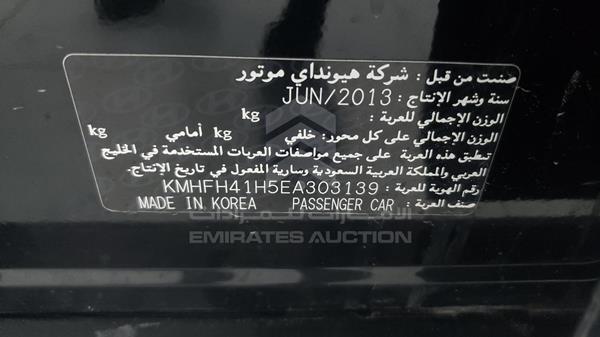 صنعت من قبل : شركة هيونداي موتور
سنة وشهر الإنتاج : JUN/2013
الوزن الإجمالي للعربة : kg
الوزن الإجمالي على كل محور: خلفي kg أمامي kg
تطبق هذه العربة على جميع مواصفات العربات المستخدمة في الخليج
العربي والمملكة العربية السعودية وسارية المفعول في تاريخ الإنتاج.
رقم الهوية للعربة : KMHFH41H5EA303139
صنف العربة : PASSENGER CAR MADE IN KOREA
الإمارات للمزادات
EMIRATES AUCTION